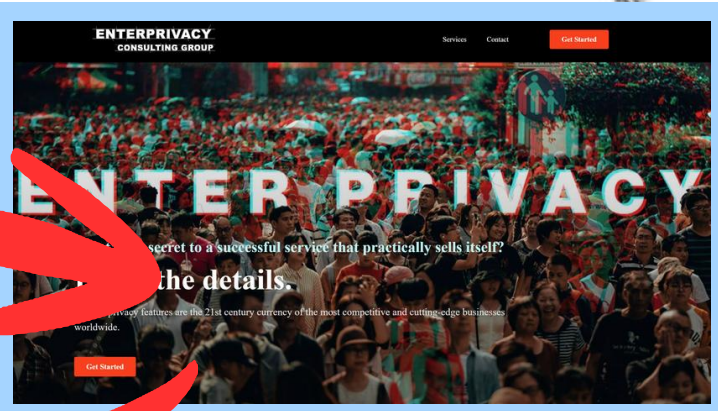 ENTERPRIVACY
CONSULTING GROUP
Services
Contact
Get Started
ENTER PRIVACY
secret to a successful service that practically sells itself?
the details.
privacy features are the 21st century currency of the most competitive and cutting-edge businesses
worldwide.
Get Started